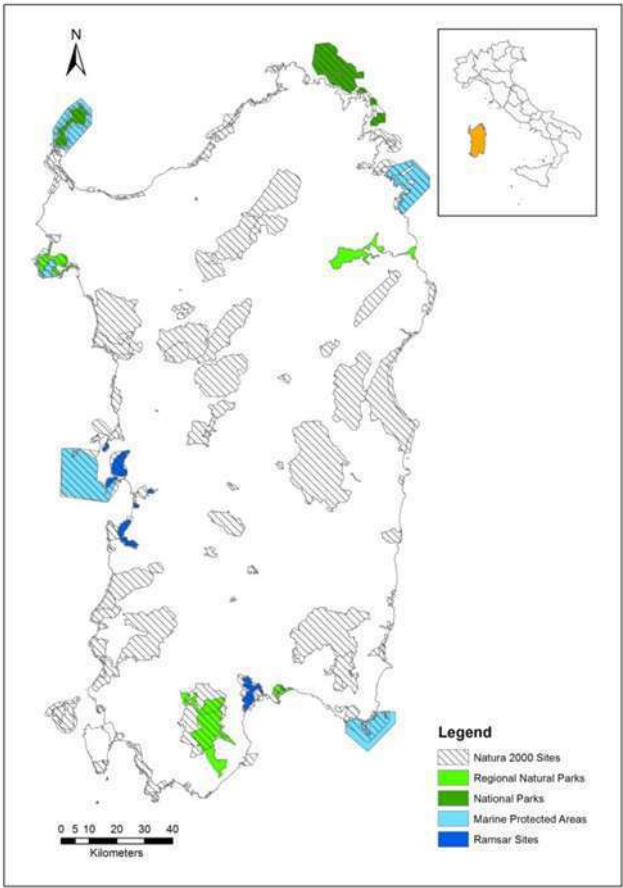 N
Legend
Natura 2000 Sites
Regional Natural Parks
National Parks
Marine Protected Areas
Ramsar Sites
0 5 10 20 30 40
Kilometers